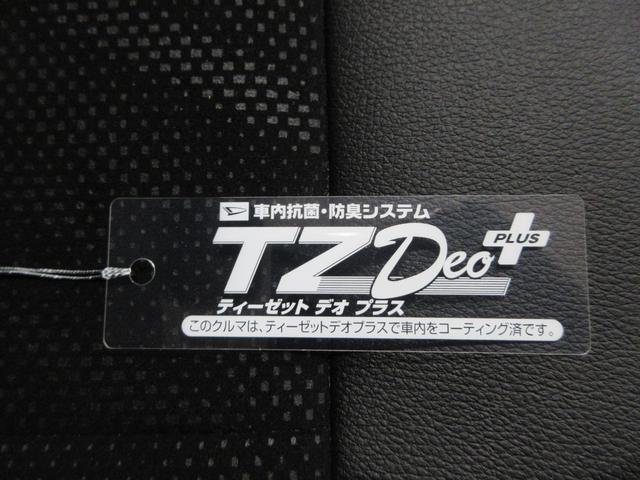 車内抗菌・防臭システム
TZ Deo PLUS
ティーゼット デオ プラス
このクルマは、ティーゼットデオプラスで車内をコーティング済です。